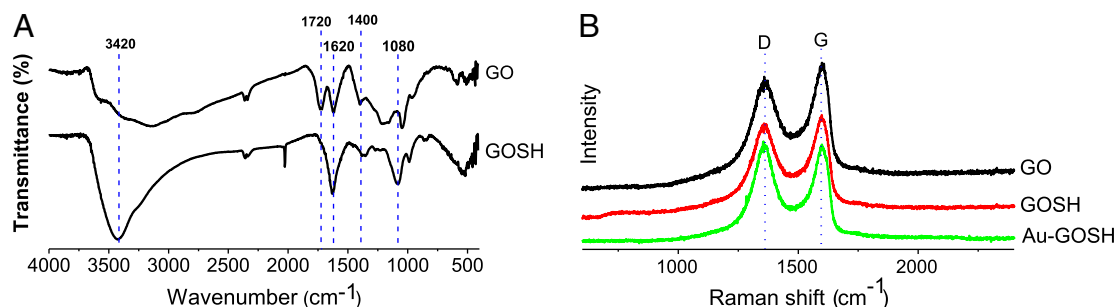 A
3420
1720
1620
1400
1080
GO
GOSH
Transmittance (%)
4000 3500 3000 2500 2000 1500 1000 500
Wavenumber (cm⁻¹)
B
D G
Intensity
GO
GOSH
Au-GOSH
1000 1500 2000
Raman shift (cm⁻¹)